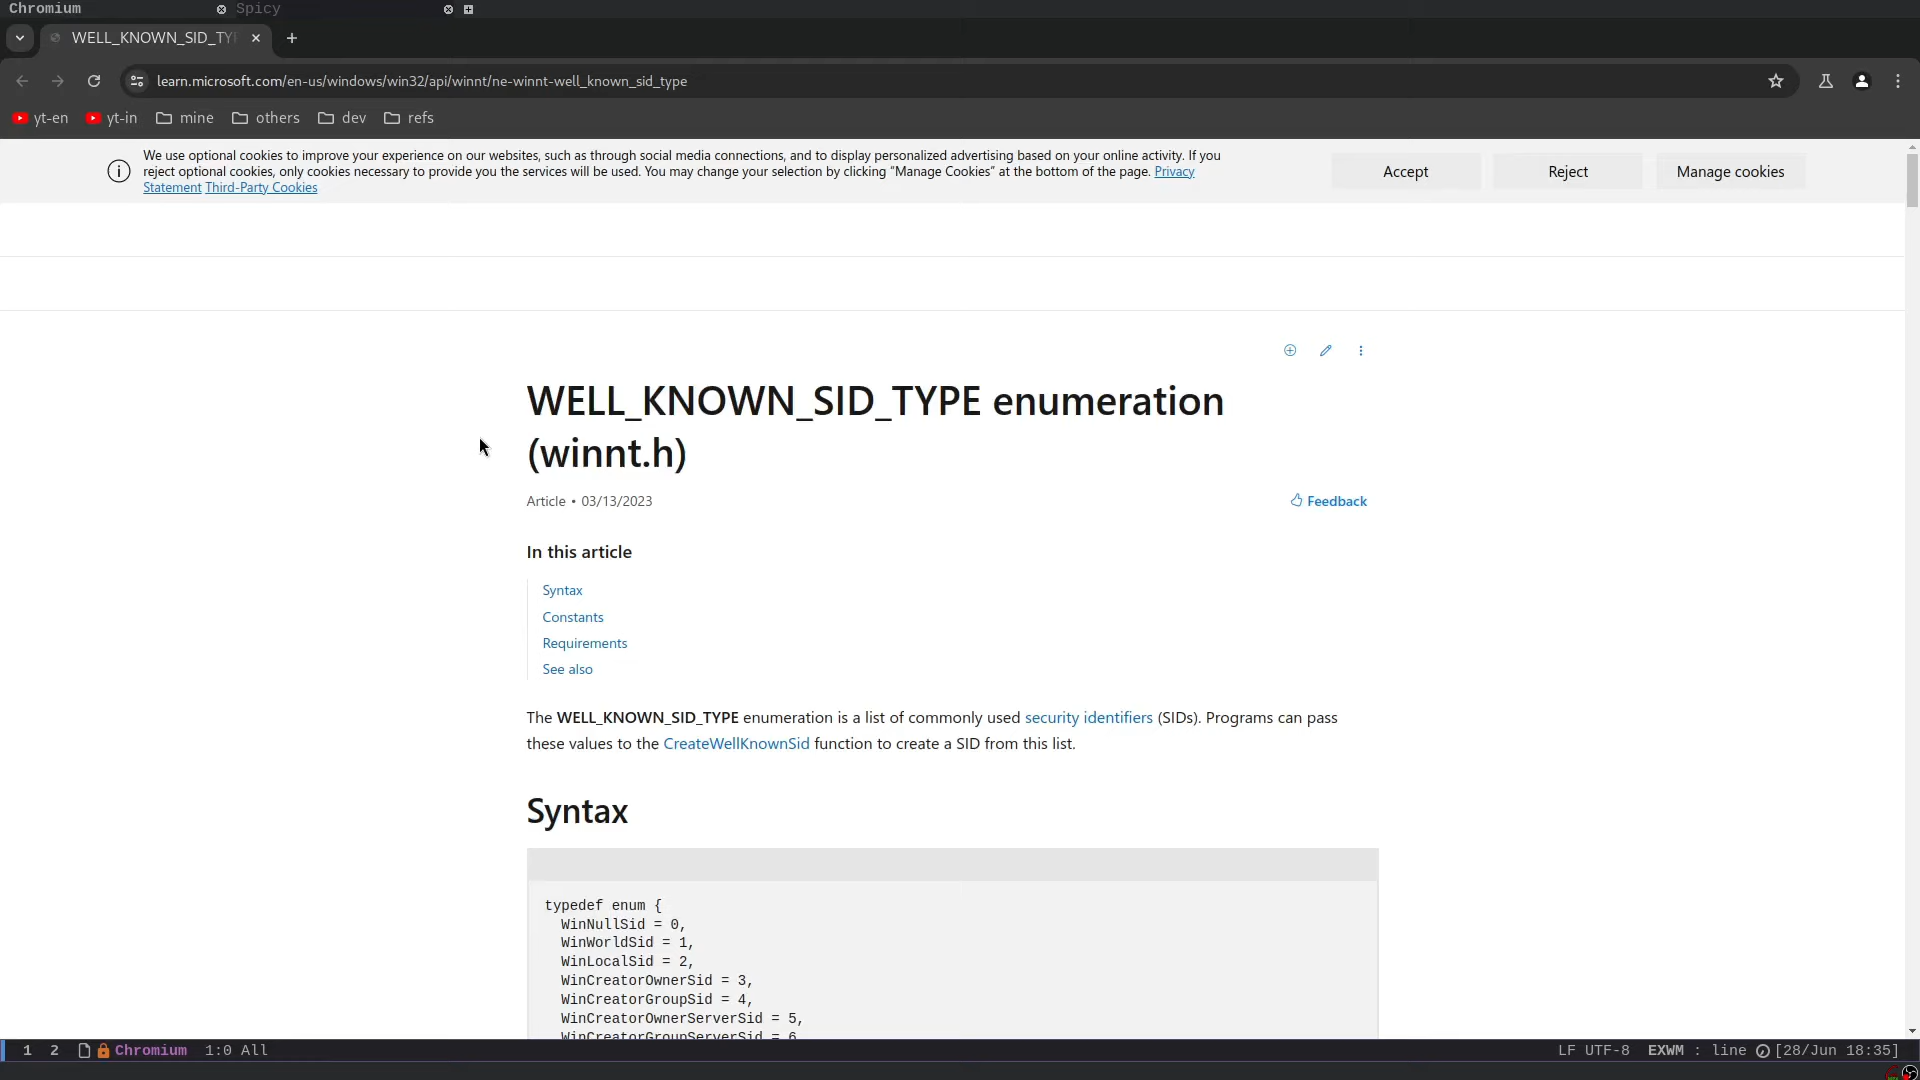 Chromium
Spicy
WELL_KNOWN_SID_TY
learn.microsoft.com/en-us/windows/win32/api/winnt/ne-winnt-well_known_sid_type
yt-en yt-in mine others dev refs
We use optional cookies to improve your experience on our websites, such as through social media connections, and to display personalized advertising based on your online activity. If you
reject optional cookies, only cookies necessary to provide you the services will be used. You may change your selection by clicking “Manage Cookies” at the bottom of the page. Privacy
Statement Third-Party Cookies
Accept
Reject
Manage cookies
WELL_KNOWN_SID_TYPE enumeration
(winnt.h)
Article • 03/13/2023
Feedback
In this article
Syntax
Constants
Requirements
See also
The WELL_KNOWN_SID_TYPE enumeration is a list of commonly used security identifiers (SIDs). Programs can pass
these values to the CreateWellKnownSid function to create a SID from this list.
Syntax
typedef enum {
WinNullSid = 0,
WinWorldSid = 1,
WinLocalSid = 2,
WinCreatorOwnerSid = 3,
WinCreatorGroupSid = 4,
WinCreatorOwnerServerSid = 5,
WinCreatorGroupServerSid = 6
1 2 Chromium 1:0 All
LF UTF-8 EXWM : line [28/Jun 18:35]